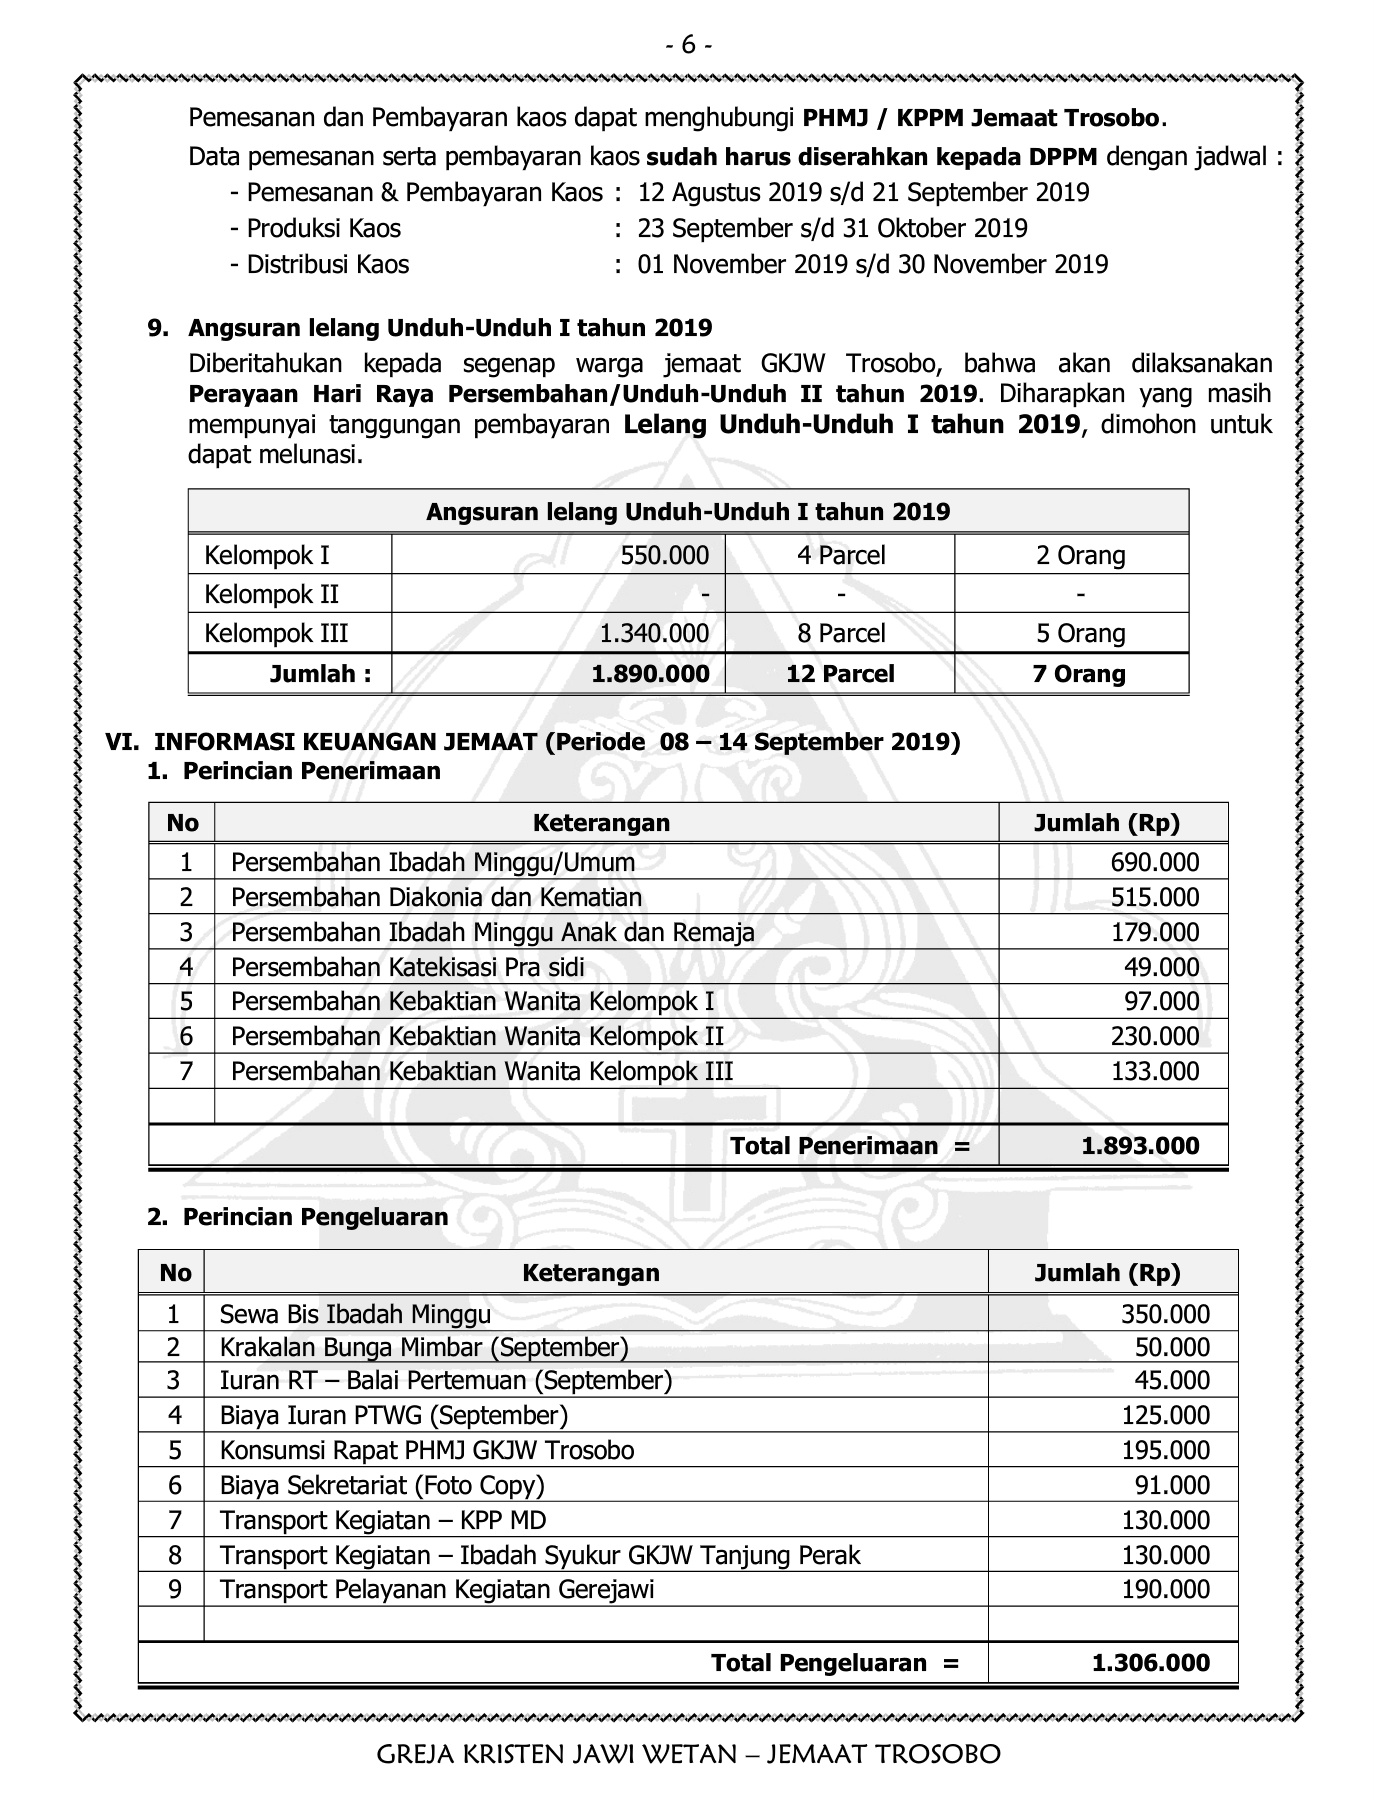 - 6 -
Pemesanan dan Pembayaran kaos dapat menghubungi PHMJ / KPPM Jemaat Trosobo.
Data pemesanan serta pembayaran kaos sudah harus diserahkan kepada DPPM dengan jadwal :
- Pemesanan & Pembayaran Kaos : 12 Agustus 2019 s/d 21 September 2019
- Produksi Kaos : 23 September s/d 31 Oktober 2019
- Distribusi Kaos : 01 November 2019 s/d 30 November 2019
9. Angsuran lelang Unduh-Unduh I tahun 2019
Diberitahukan kepada segenap warga jemaat GKJW Trosobo, bahwa akan dilaksanakan
Perayaan Hari Raya Persembahan/Unduh-Unduh II tahun 2019. Diharapkan yang masih
mempunyai tanggungan pembayaran Lelang Unduh-Unduh I tahun 2019, dimohon untuk
dapat melunasi.
Angsuran lelang Unduh-Unduh I tahun 2019
Kelompok I 550.000 4 Parcel 2 Orang
Kelompok II - - -
Kelompok III 1.340.000 8 Parcel 5 Orang
Jumlah : 1.890.000 12 Parcel 7 Orang
VI. INFORMASI KEUANGAN JEMAAT (Periode 08 – 14 September 2019)
1. Perincian Penerimaan
No Keterangan Jumlah (Rp)
1 Persembahan Ibadah Minggu/Umum 690.000
2 Persembahan Diakonia dan Kematian 515.000
3 Persembahan Ibadah Minggu Anak dan Remaja 179.000
4 Persembahan Katekisasi Pra sidi 49.000
5 Persembahan Kebaktian Wanita Kelompok I 97.000
6 Persembahan Kebaktian Wanita Kelompok II 230.000
7 Persembahan Kebaktian Wanita Kelompok III 133.000
Total Penerimaan = 1.893.000
2. Perincian Pengeluaran
No Keterangan Jumlah (Rp)
1 Sewa Bis Ibadah Minggu 350.000
2 Krakalan Bunga Mimbar (September) 50.000
3 Iuran RT – Balai Pertemuan (September) 45.000
4 Biaya Iuran PTWG (September) 125.000
5 Konsumsi Rapat PHMJ GKJW Trosobo 195.000
6 Biaya Sekretariat (Foto Copy) 91.000
7 Transport Kegiatan – KPP MD 130.000
8 Transport Kegiatan – Ibadah Syukur GKJW Tanjung Perak 130.000
9 Transport Pelayanan Kegiatan Gerejawi 190.000
Total Pengeluaran = 1.306.000
GREJA KRISTEN JAWI WETAN – JEMAAT TROSOBO